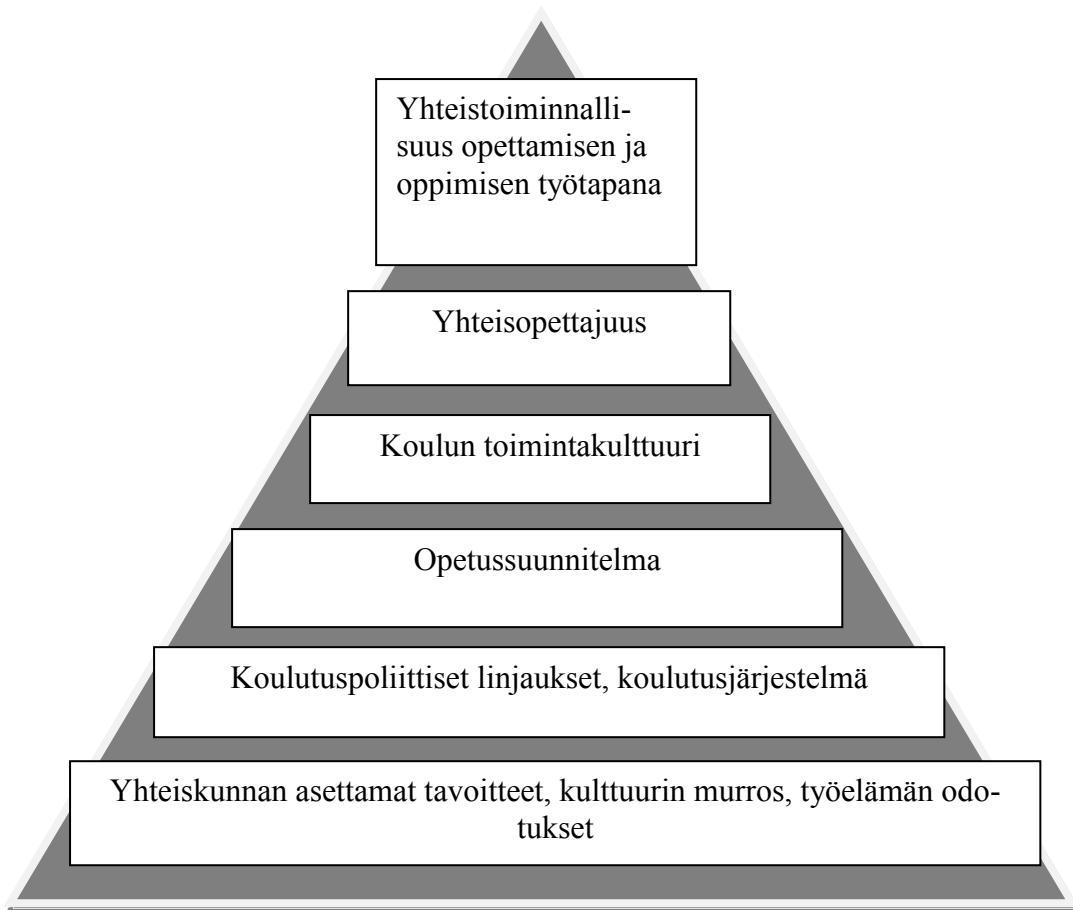 Yhteistoiminnalli-
suus opettamisen ja
oppimisen työtapana
Yhteisopettajuus
Koulun toimintakulttuuri
Opetussuunnitelma
Koulutuspoliittiset linjaukset, koulutusjärjestelmä
Yhteiskunnan asettamat tavoitteet, kulttuurin murros, työelämän odo-
tukset